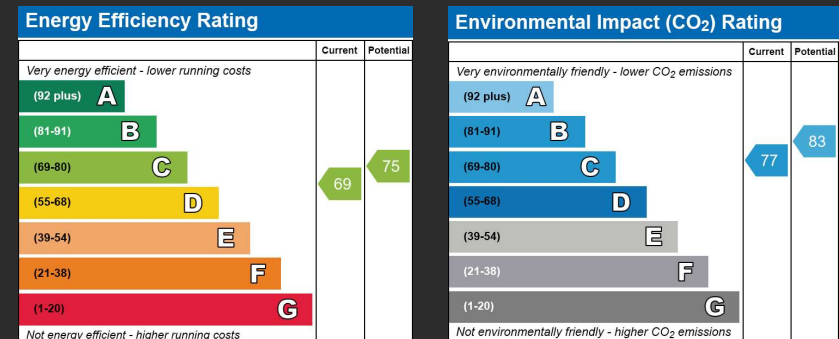 Energy Efficiency Rating
Current Potential
Very energy efficient - lower running costs
(92 plus) A
(81-91) B
(69-80) C
(55-68) D
(39-54) E
(21-38) F
(1-20) G
69
75
Not energy efficient - higher running costs
Environmental Impact (CO₂) Rating
Current Potential
Very environmentally friendly - lower CO₂ emissions
(92 plus) A
(81-91) B
(69-80) C
(55-68) D
(39-54) E
(21-38) F
(1-20) G
77
83
Not environmentally friendly - higher CO₂ emissions